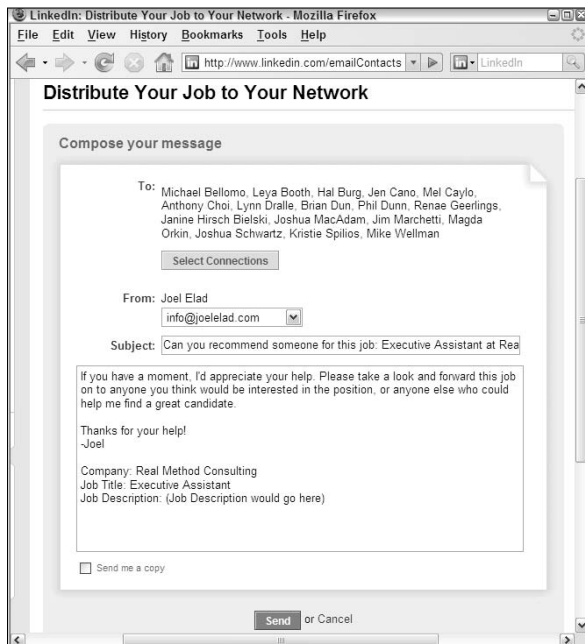 LinkedIn: Distribute Your Job to Your Network - Mozilla Firefox
File Edit View History Bookmarks Tools Help
http://www.linkedin.com/emailContacts LinkedIn
Distribute Your Job to Your Network
Compose your message
To: Michael Bellomo, Leya Booth, Hal Burg, Jen Cano, Mel Caylo,
Anthony Choi, Lynn Dralle, Brian Dun, Phil Dunn, Renae Geerlings,
Janine Hirsch Bielski, Joshua MacAdam, Jim Marchetti, Magda
Orkin, Joshua Schwartz, Kristie Spilios, Mike Wellman
Select Connections
From: Joel Elad
info@joelelad.com
Subject: Can you recommend someone for this job: Executive Assistant at Rea
If you have a moment, I'd appreciate your help. Please take a look and forward this job
on to anyone you think would be interested in the position, or anyone else who could
help me find a great candidate.
Thanks for your help!
-Joel
Company: Real Method Consulting
Job Title: Executive Assistant
Job Description: (Job Description would go here)
Send me a copy
Send or Cancel